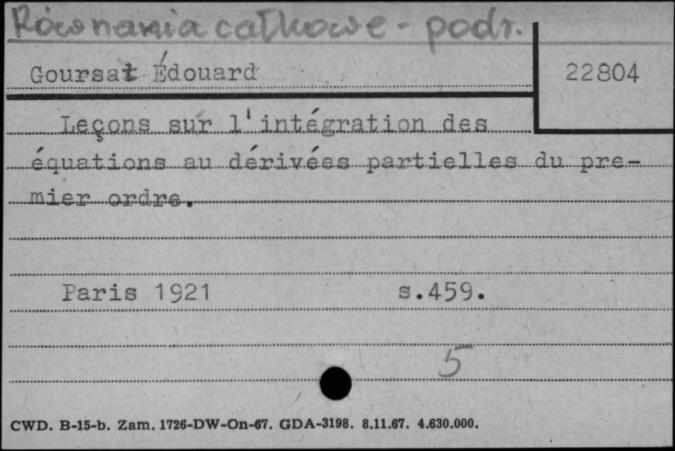 Równania całkowe - podr.
Goursat Édouard
22804
Leçons sur l'intégration des
équations au dérivées partielles du pre-
mier ordre.
Paris 1921 s.459.
5
CWD. B-15-b. Zam. 1726-DW-On-67. GDA-3198. 8.11.67. 4.630.000.